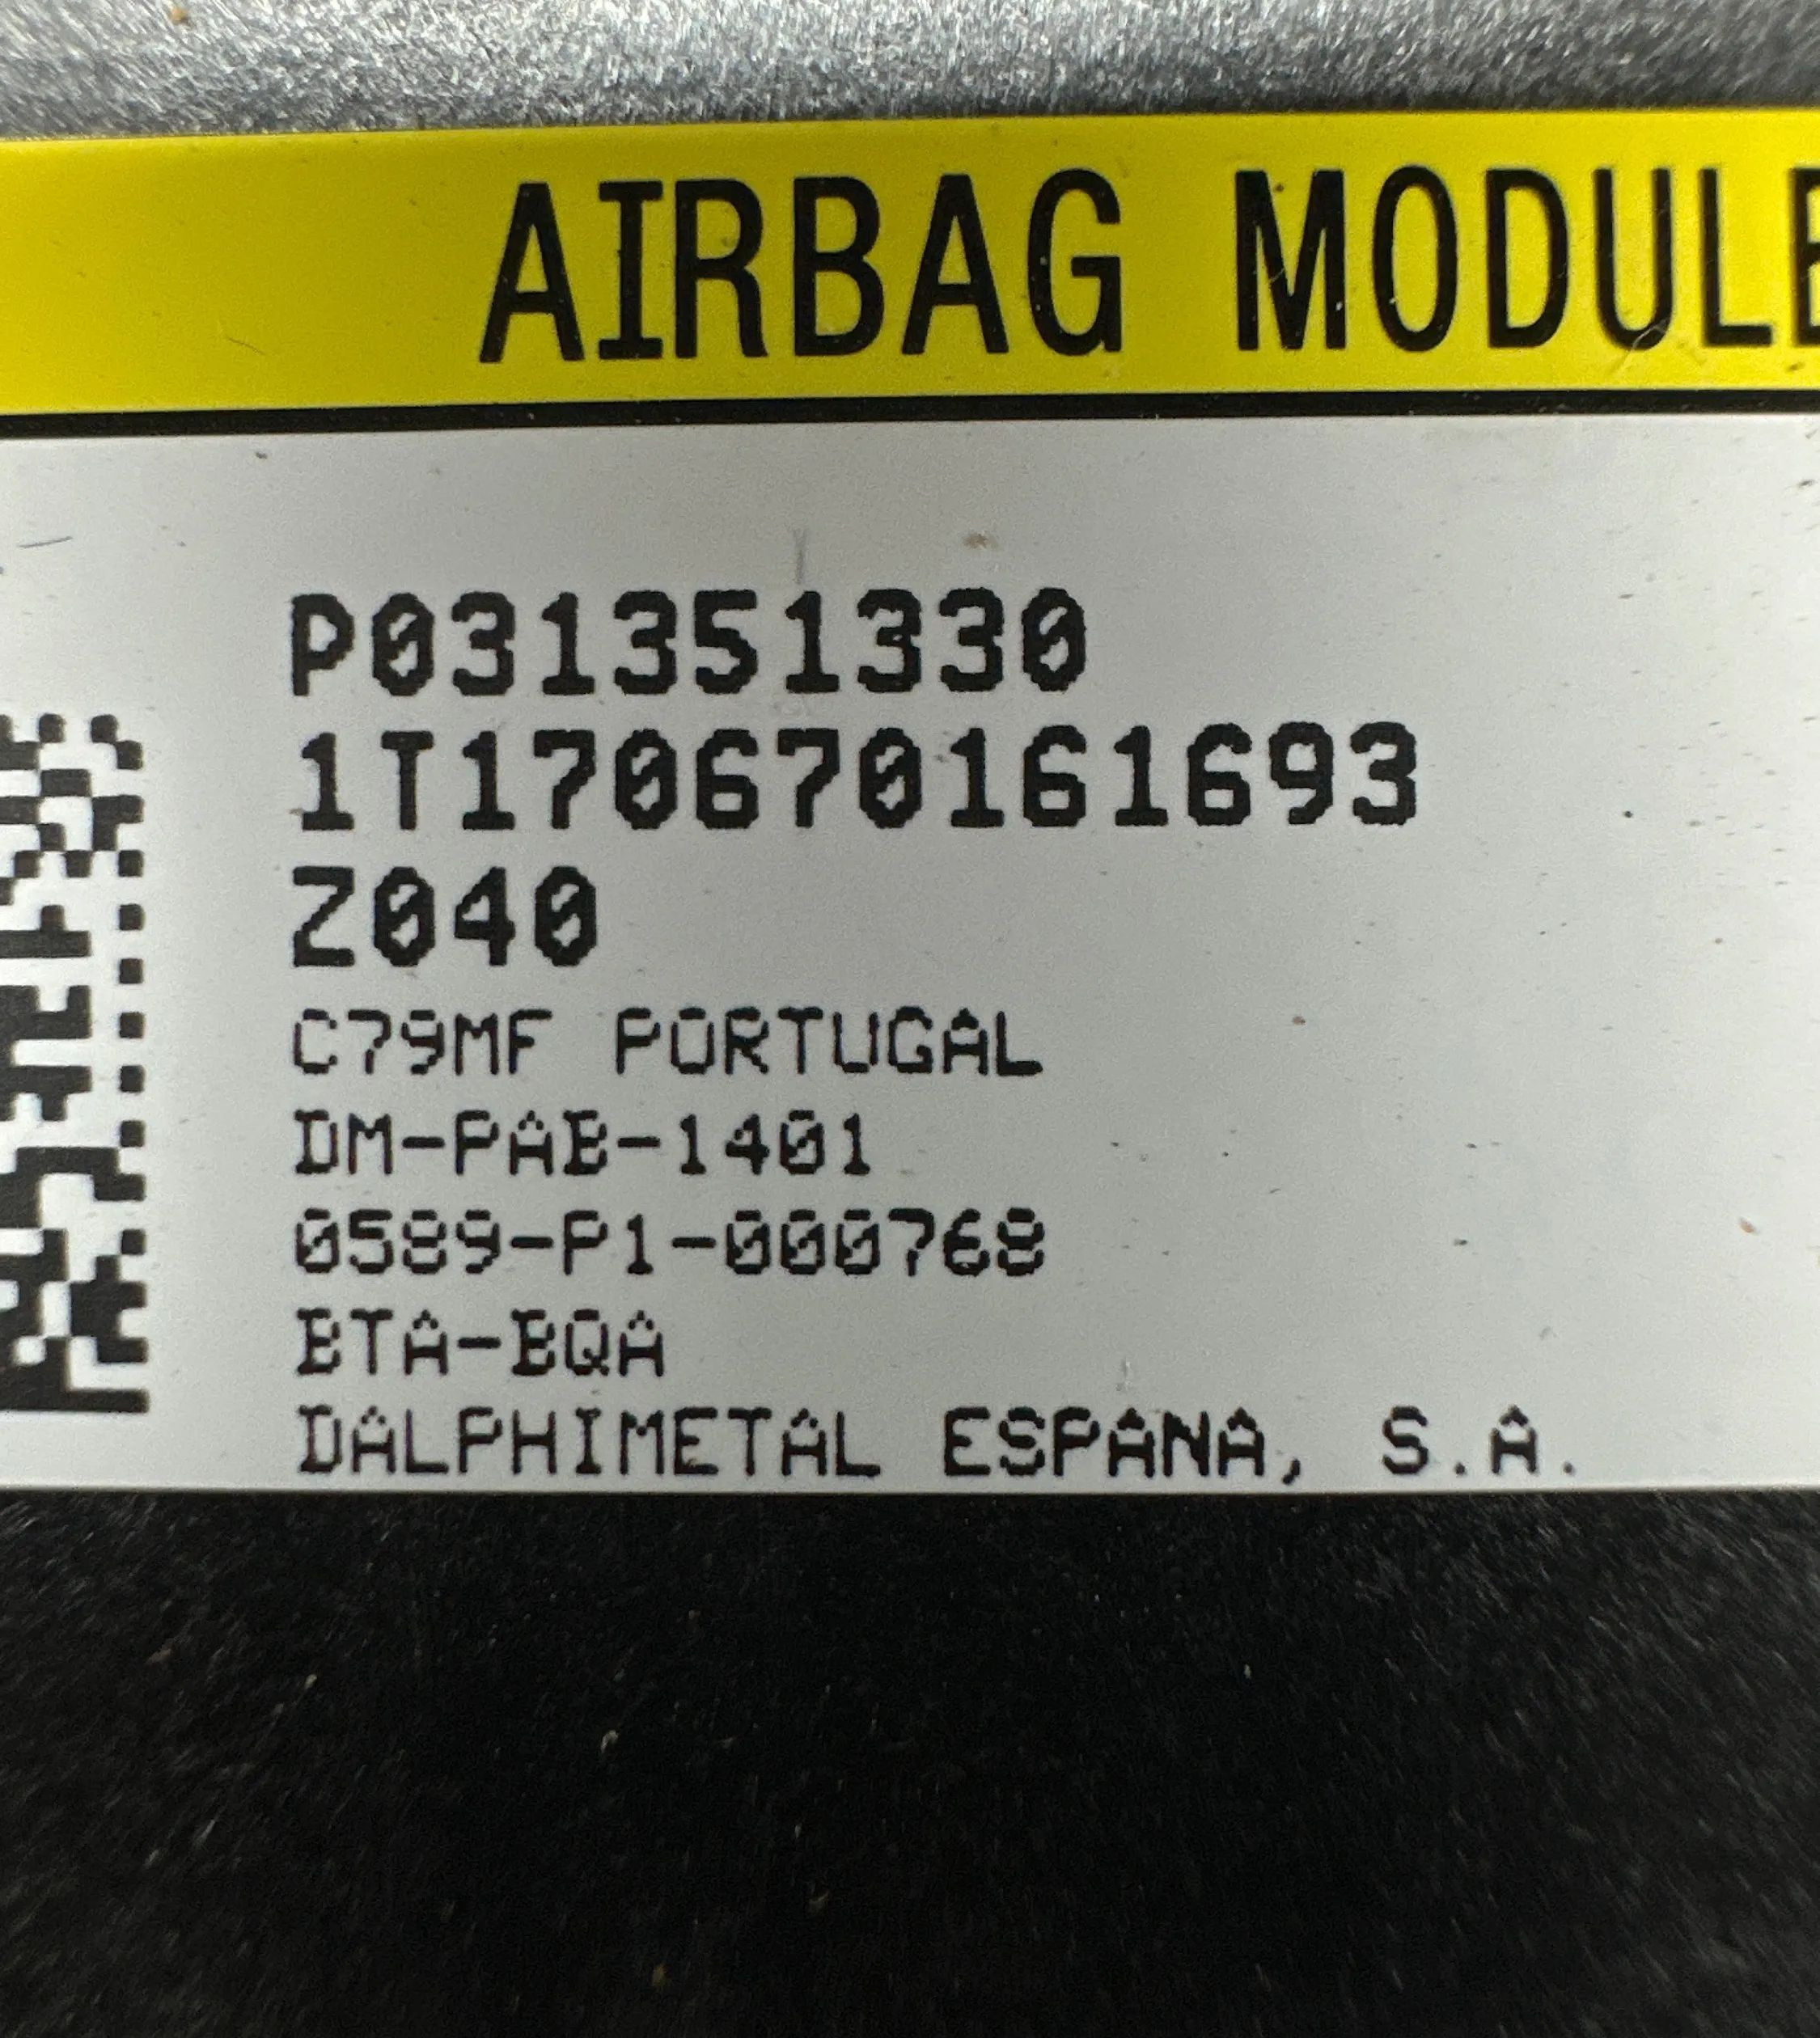 AIRBAG MODULE
P031351330
1T170670161693
Z040
C79MF PORTUGAL
DM-PAB-1401
0589-P1-000768
BTA-BQA
DALPHIMETAL ESPANA, S.A.